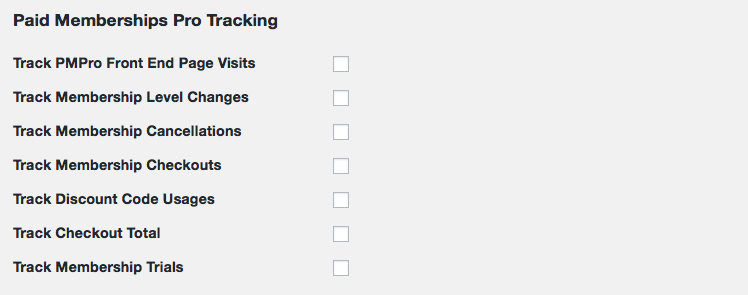 Paid Memberships Pro Tracking
Track PMPro Front End Page Visits
Track Membership Level Changes
Track Membership Cancellations
Track Membership Checkouts
Track Discount Code Usages
Track Checkout Total
Track Membership Trials